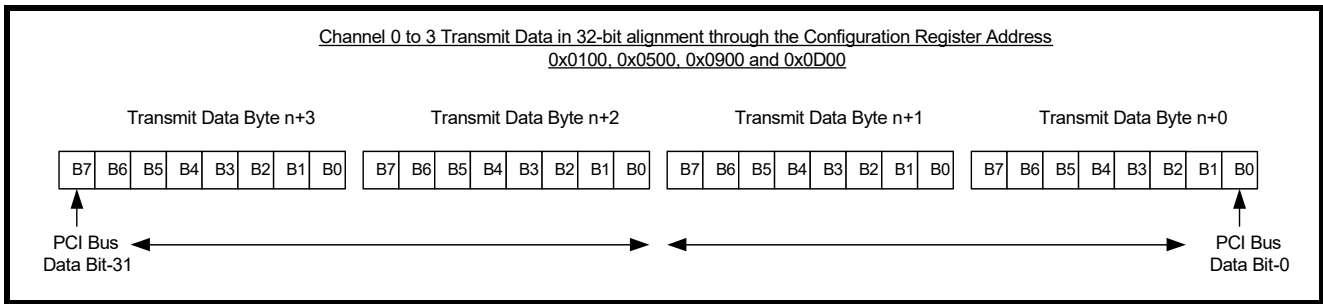 Channel 0 to 3 Transmit Data in 32-bit alignment through the Configuration Register Address
0x0100, 0x0500, 0x0900 and 0x0D00
Transmit Data Byte n+3 Transmit Data Byte n+2 Transmit Data Byte n+1 Transmit Data Byte n+0
B7 B6 B5 B4 B3 B2 B1 B0 B7 B6 B5 B4 B3 B2 B1 B0 B7 B6 B5 B4 B3 B2 B1 B0 B7 B6 B5 B4 B3 B2 B1 B0
PCI Bus PCI Bus
Data Bit-31 Data Bit-0